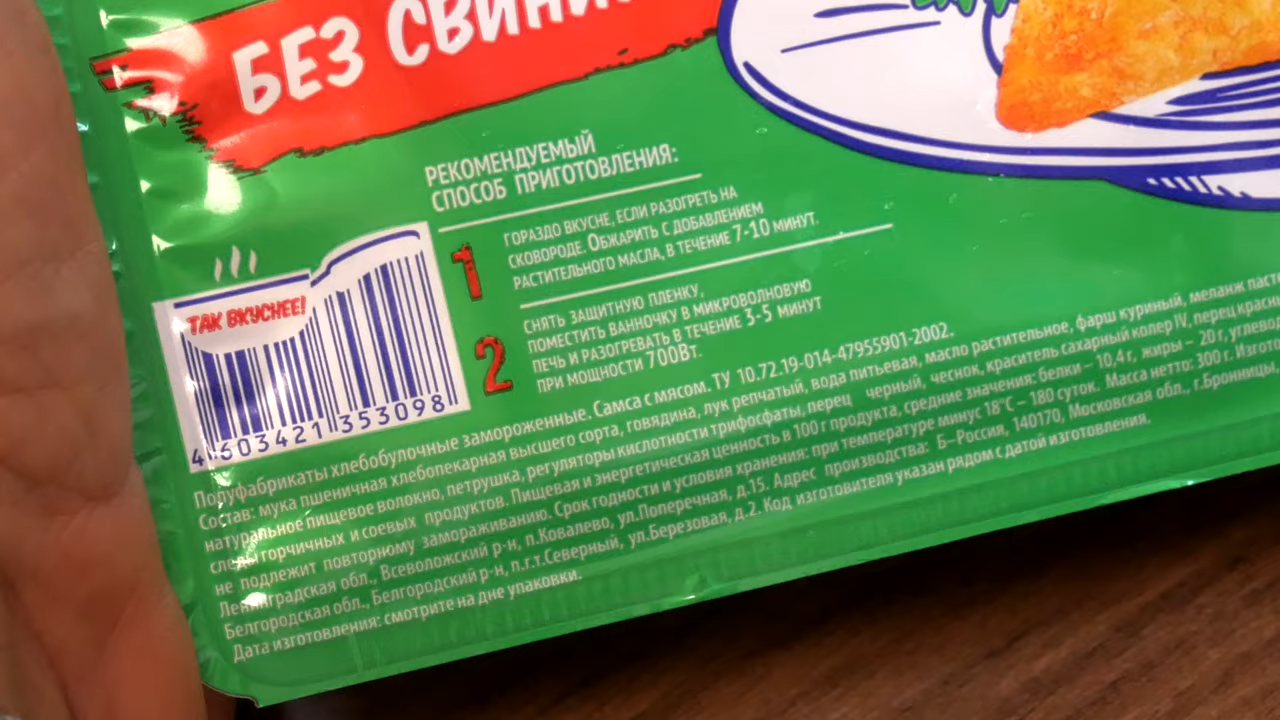 БЕЗ
РЕКОМЕНДУЕМЫЙ
СПОСОБ ПРИГОТОВЛЕНИЯ:
1
ГОРАЗДО ВКУСНЕ, ЕСЛИ РАЗОГРЕТЬ НА
СКОВОРОДЕ. ОБЖАРИТЬ С ДОБАВЛЕНИЕМ
РАСТИТЕЛЬНОГО МАСЛА, В ТЕЧЕНИЕ 7-10 МИНУТ.
2
СНЯТЬ ЗАЩИТНУЮ ПЛЕНКУ,
ПОМЕСТИТЬ ВАННОЧКУ В МИКРОВОЛНОВУЮ
ПЕЧЬ И РАЗОГРЕВАТЬ В ТЕЧЕНИЕ 3-5 МИНУТ
ПРИ МОЩНОСТИ 700Вт.
ТАК ВКУСНЕЕ!
4 603421 353098
Полуфабрикаты хлебобулочные замороженные. Самса с мясом. ТУ 10.72.19-014-47955901-2002.
Состав: мука пшеничная хлебопекарная высшего сорта, говядина, лук репчатый, вода питьевая, масло растительное, фарш куриный, меланж
натуральное пищевое волокно, петрушка, регуляторы кислотности трифосфаты, перец черный, чеснок, краситель сахарный колер IV, перец
следы горчичных и соевых продуктов. Пищевая и энергетическая ценность в 100 г продукта, средние значения: белки – 10,4 г, жиры – 20 г,
не подлежит повторному замораживанию. Срок годности и условия хранения: при температуре минус 18°С – 180 суток. Масса нетто: 300 г.
Ленинградская обл., Всеволожский р-н, п.Ковалево, ул.Поперечная, д.15. Адрес производства: Б–Россия, 140170, Московская обл., г.Бронницы,
Белгородская обл., Белгородский р-н, п.г.т.Северный, ул.Березовая, д.2. Код изготовителя указан рядом с датой изготовления.
Дата изготовления: смотрите на дне упаковки.